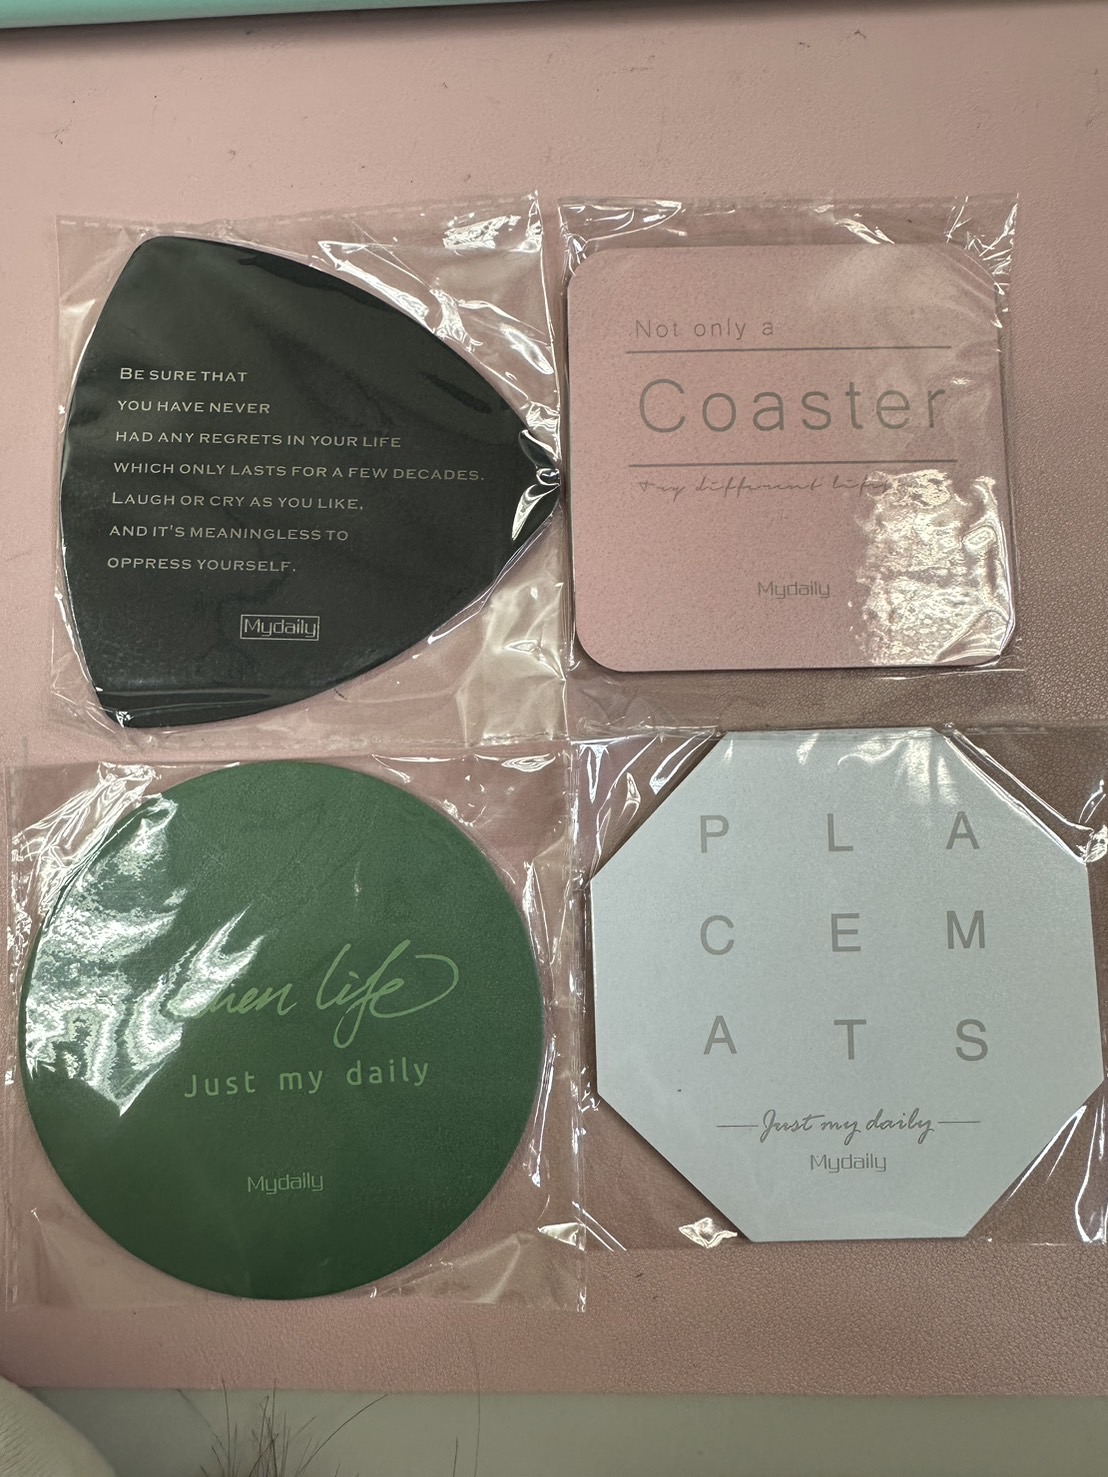 BE SURE THAT
YOU HAVE NEVER
HAD ANY REGRETS IN YOUR LIFE
WHICH ONLY LASTS FOR A FEW DECADES.
LAUGH OR CRY AS YOU LIKE,
AND IT'S MEANINGLESS TO
OPPRESS YOURSELF.
Mydaily
Not only a
Coaster
different life
Mydaily
life
Just my daily
Mydaily
P L A
C E M
A T S
Just my daily
Mydaily